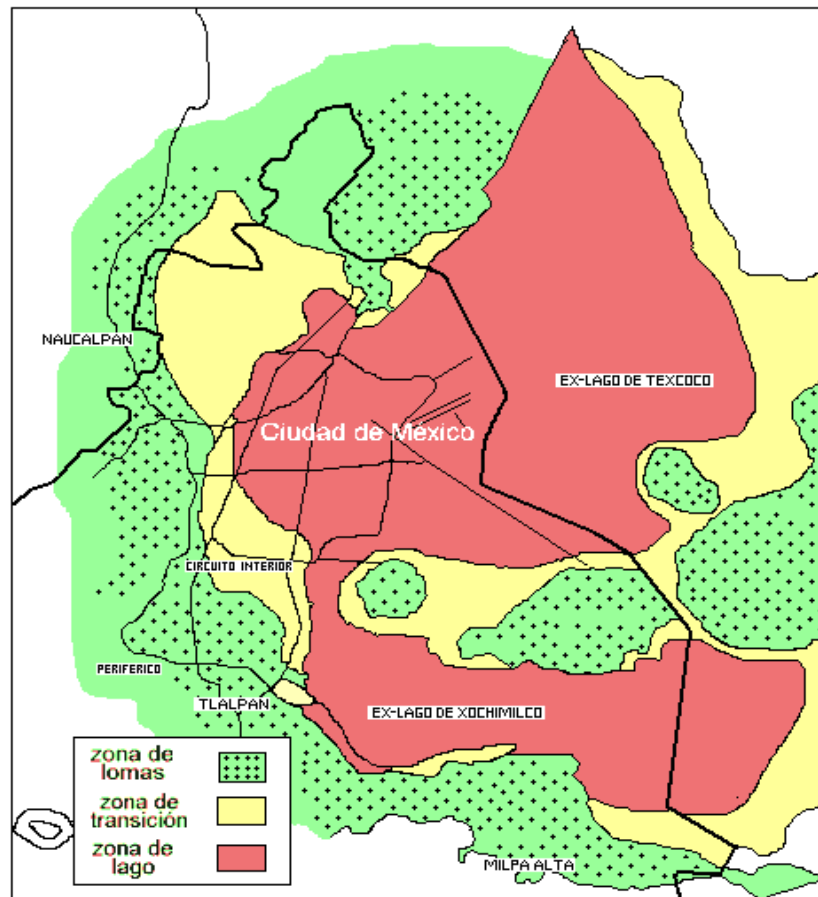 NAUCALPAN
EX-LAGO DE TEXCOCO
Ciudad de México
CIRCUITO INTERIOR
PERIFERICO
TLALPAN
EX-LAGO DE XOCHIMILCO
zona de
lomas
zona de
transición
zona de
lago
MILPA ALTA